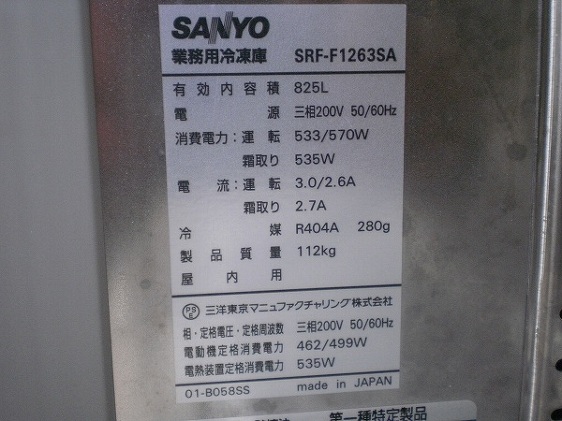 SANYO
業務用冷凍庫 SRF-F1263SA
有効内容積 825L
電源 三相200V 50/60Hz
消費電力:運転 533/570W
霜取り 535W
電流:運転 3.0/2.6A
霜取り 2.7A
冷媒 R404A 280g
製品質量 112kg
屋内用
PSE 三洋東京マニュファクチャリング株式会社
相・定格電圧・定格周波数 三相200V 50/60Hz
電動機定格消費電力 462/499W
電熱装置定格消費電力 535W
01-B058SS made in JAPAN
第一種特定製品